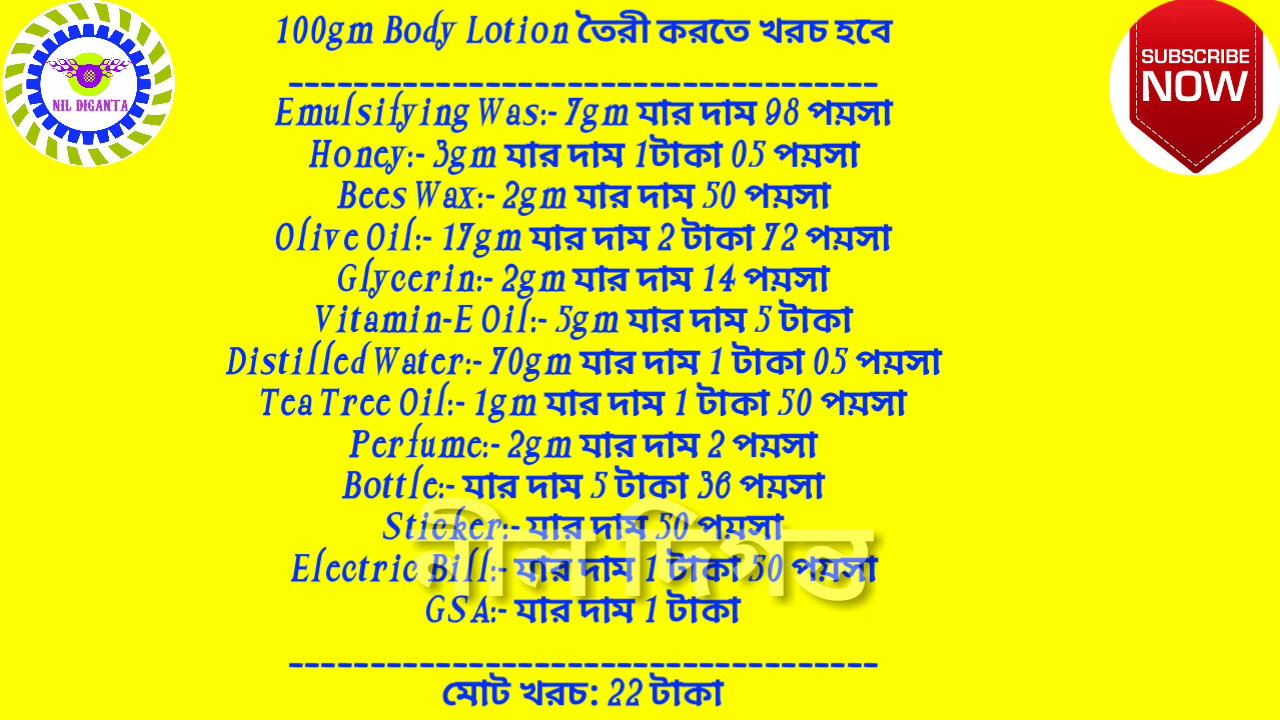 100gm Body Lotion তৈরী করতে খরচ হবে
Emulsifying Was:- 7gm যার দাম 98 পয়সা
Honey:- 3gm যার দাম 1টাকা 05 পয়সা
Bees Wax:- 2gm যার দাম 50 পয়সা
Olive Oil:- 17gm যার দাম 2 টাকা 72 পয়সা
Glycerin:- 2gm যার দাম 14 পয়সা
Vitamin-E Oil:- 5gm যার দাম 5 টাকা
Distilled Water:- 70gm যার দাম 1 টাকা 05 পয়সা
Tea Tree Oil:- 1gm যার দাম 1 টাকা 50 পয়সা
Perfume:- 2gm যার দাম 2 পয়সা
Bottle:- যার দাম 5 টাকা 36 পয়সা
Sticker:- যার দাম 50 পয়সা
Electric Bill:- যার দাম 1 টাকা 50 পয়সা
GSA:- যার দাম 1 টাকা
মোট খরচ: 22 টাকা
NIL DIGANTA
SUBSCRIBE
NOW
নীল দিগন্ত